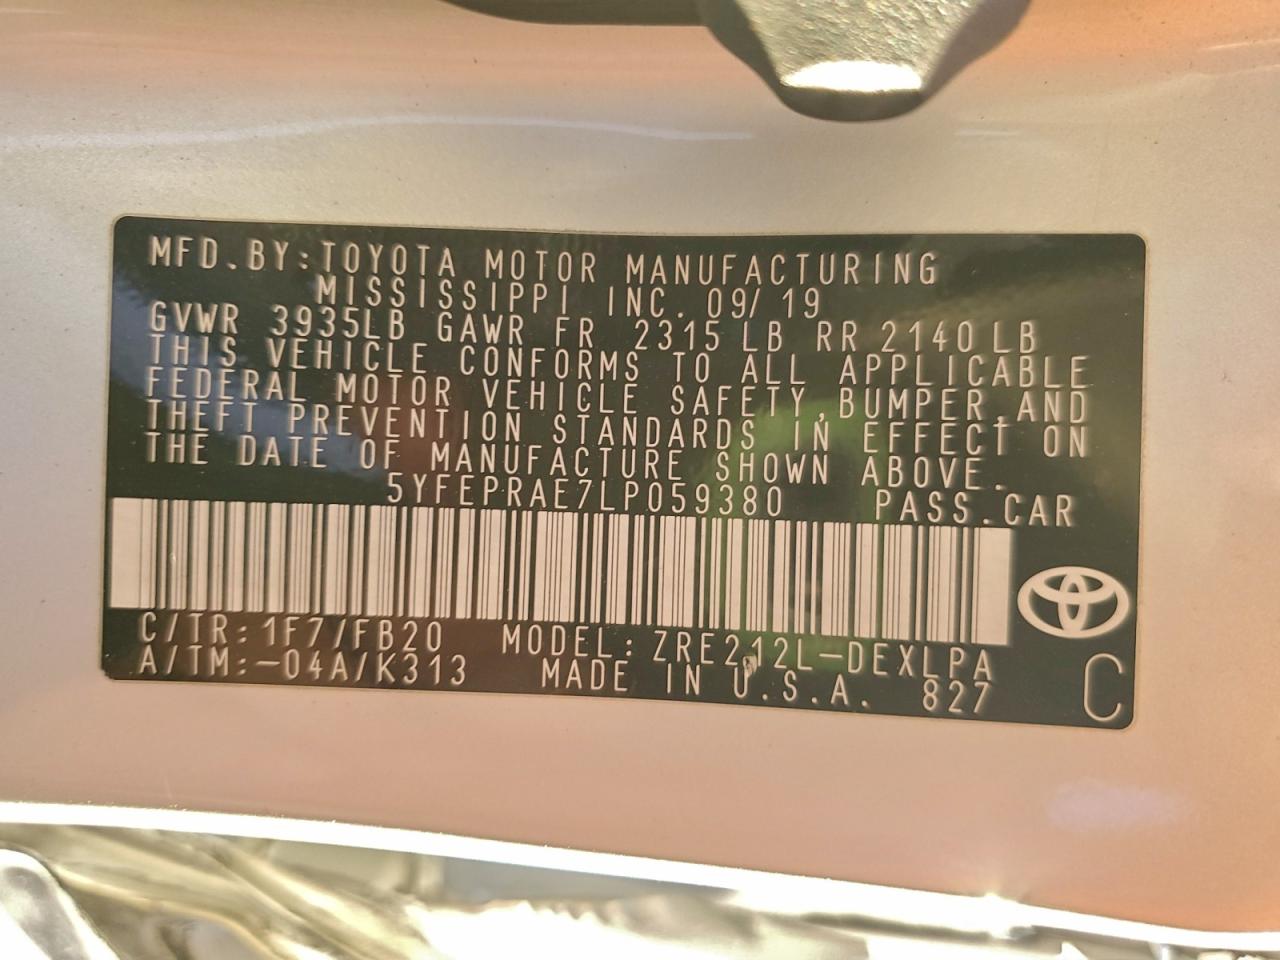 MFD.BY:TOYOTA MOTOR MANUFACTURING
MISSISSIPPI INC. 09/19
GVWR 3935LB GAWR FR 2315 LB RR 2140 LB
THIS VEHICLE CONFORMS TO ALL APPLICABLE
FEDERAL MOTOR VEHICLE SAFETY,BUMPER,AND
THEFT PREVENTION STANDARDS IN EFFECT ON
THE DATE OF MANUFACTURE SHOWN ABOVE.
5YFEPRAE7LP059380 PASS.CAR
C/TR:1F7/FB20 MODEL:ZRE212L-DEXLPA
A/TM:-04A/K313 MADE IN U.S.A. 827
C